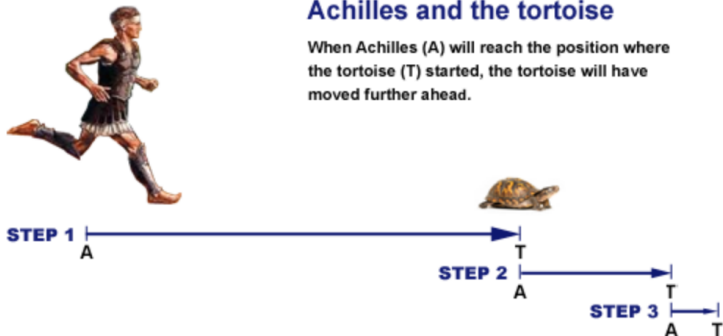 Achilles and the tortoise
When Achilles (A) will reach the position where
the tortoise (T) started, the tortoise will have
moved further ahead.
STEP 1
A
T
STEP 2
A
T
STEP 3
A
T